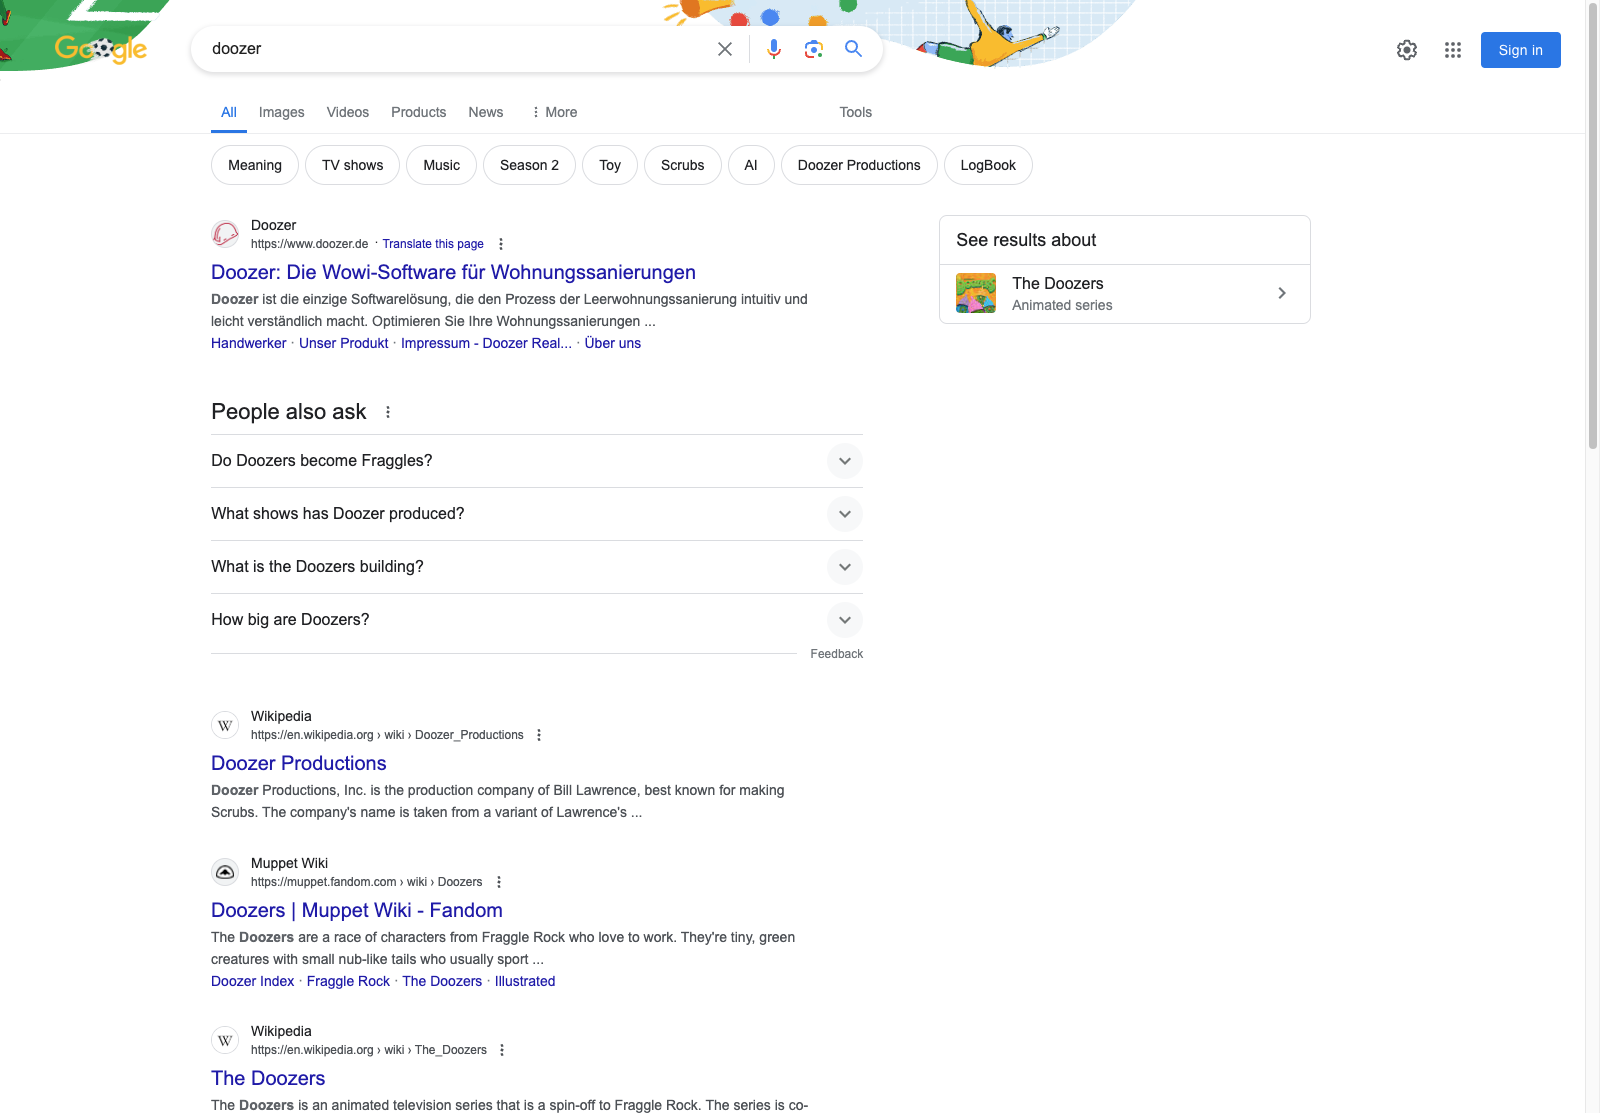 Google
doozer
Sign in
All Images Videos Products News More Tools
Meaning TV shows Music Season 2 Toy Scrubs AI Doozer Productions LogBook
Doozer
https://www.doozer.de · Translate this page
Doozer: Die Wowi-Software für Wohnungssanierungen
Doozer ist die einzige Softwarelösung, die den Prozess der Leerwohnungssanierung intuitiv und
leicht verständlich macht. Optimieren Sie Ihre Wohnungssanierungen ...
Handwerker · Unser Produkt · Impressum - Doozer Real... · Über uns
See results about
The Doozers
Animated series
People also ask
Do Doozers become Fraggles?
What shows has Doozer produced?
What is the Doozers building?
How big are Doozers?
Feedback
W
Wikipedia
https://en.wikipedia.org › wiki › Doozer_Productions
Doozer Productions
Doozer Productions, Inc. is the production company of Bill Lawrence, best known for making
Scrubs. The company's name is taken from a variant of Lawrence's ...
Muppet Wiki
https://muppet.fandom.com › wiki › Doozers
Doozers | Muppet Wiki - Fandom
The Doozers are a race of characters from Fraggle Rock who love to work. They're tiny, green
creatures with small nub-like tails who usually sport ...
Doozer Index · Fraggle Rock · The Doozers · Illustrated
W
Wikipedia
https://en.wikipedia.org › wiki › The_Doozers
The Doozers
The Doozers is an animated television series that is a spin-off to Fraggle Rock. The series is co-